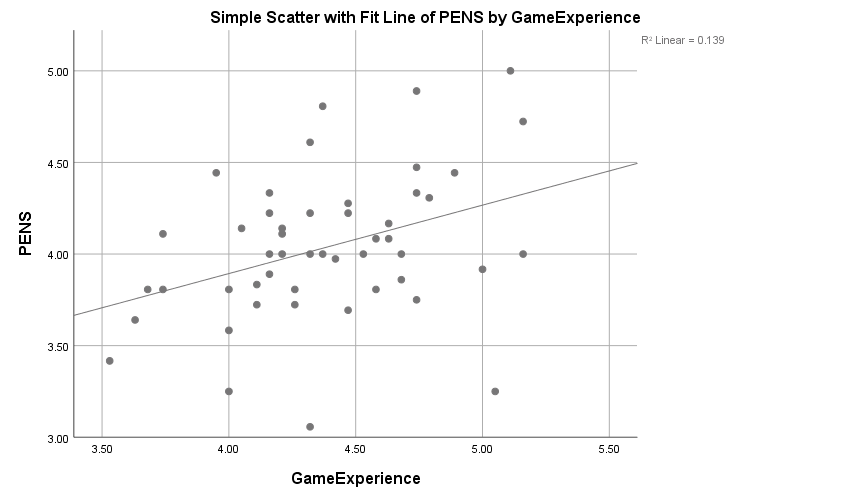 Simple Scatter with Fit Line of PENS by GameExperience
R² Linear = 0.139
5.00
4.50
4.00
3.50
3.00
PENS
3.50 4.00 4.50 5.00 5.50
GameExperience